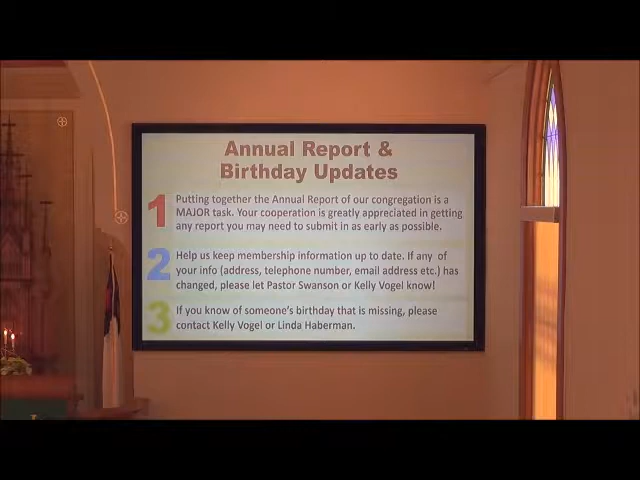 Annual Report &
Birthday Updates
1 Putting together the Annual Report of our congregation is a
MAJOR task. Your cooperation is greatly appreciated in getting
any report you may need to submit in as early as possible.
2 Help us keep membership information up to date. If any of
your info (address, telephone number, email address etc.) has
changed, please let Pastor Swanson or Kelly Vogel know!
3 If you know of someone's birthday that is missing, please
contact Kelly Vogel or Linda Haberman.